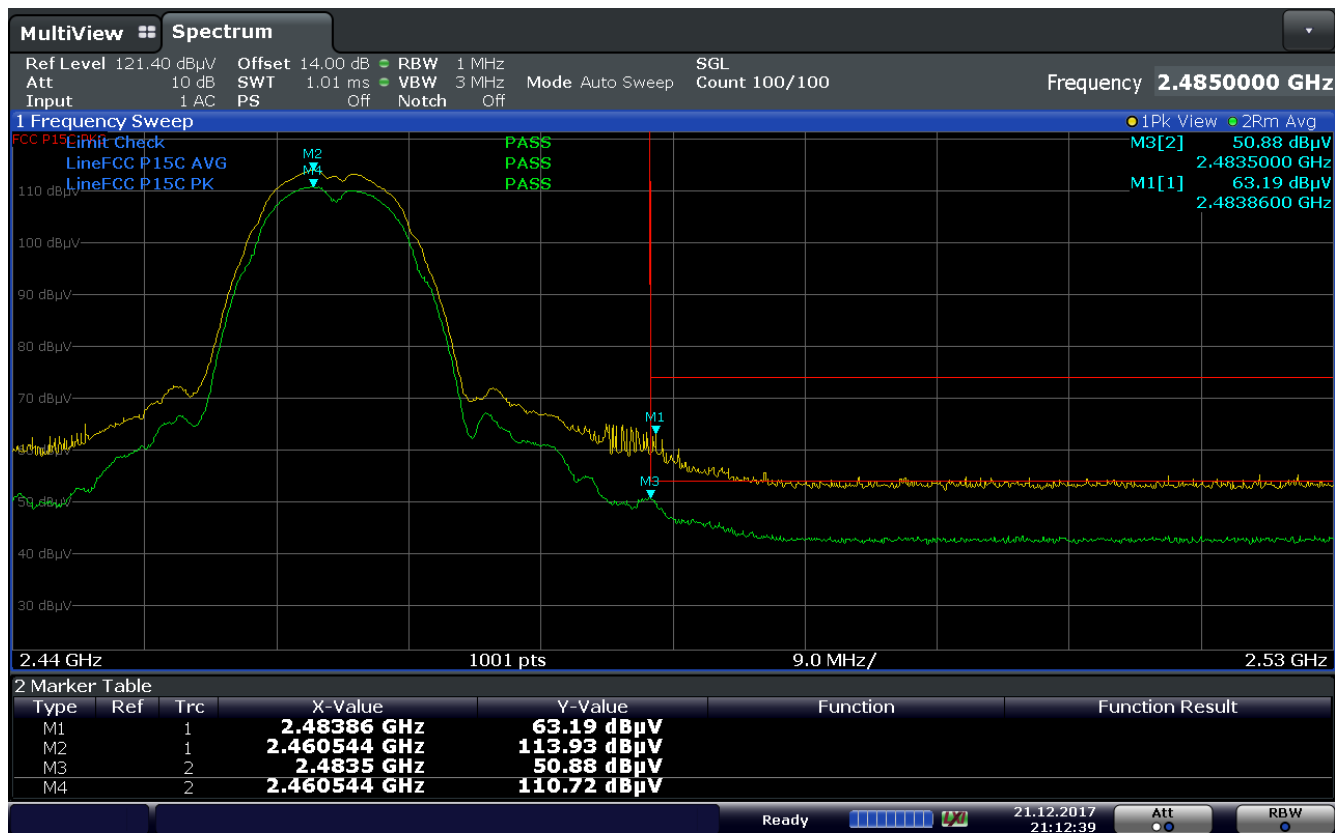 MultiView Spectrum
Ref Level 121.40 dBµV Offset 14.00 dB RBW 1 MHz SGL
Att 10 dB SWT 1.01 ms VBW 3 MHz Mode Auto Sweep Count 100/100 Frequency 2.4850000 GHz
Input 1 AC PS Off Notch Off
1 Frequency Sweep 1Pk View 2Rm Avg
Limit Check PASS M3[2] 50.88 dBµV
2.4835000 GHz
LineFCC P15C AVG PASS
LineFCC P15C PK PASS M1[1] 63.19 dBµV
2.4838600 GHz
M2
M4
110 dBµV
100 dBµV
90 dBµV
80 dBµV
70 dBµV
M1
M3
40 dBµV
30 dBµV
2.44 GHz 1001 pts 9.0 MHz/ 2.53 GHz
2 Marker Table
Type Ref Trc X-Value Y-Value Function Function Result
M1 1 2.48386 GHz 63.19 dBµV
M2 1 2.460544 GHz 113.93 dBµV
M3 2 2.4835 GHz 50.88 dBµV
M4 2 2.460544 GHz 110.72 dBµV
Ready LXI 21.12.2017 Att RBW
21:12:39